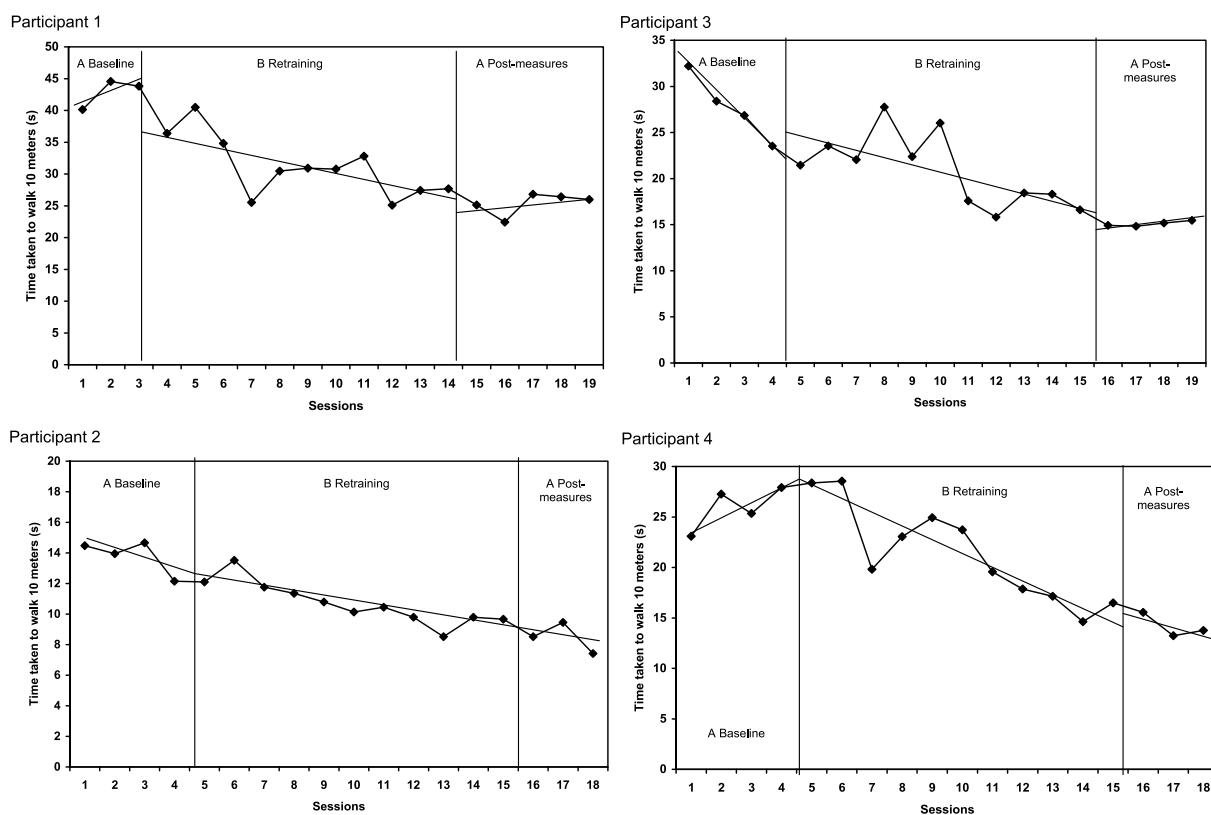 Participant 1
50
45
40
35
30
25
20
15
10
5
0
Time taken to walk 10 meters (s)
A Baseline
B Retraining
A Post-measures
1 2 3 4 5 6 7 8 9 10 11 12 13 14 15 16 17 18 19
Sessions
Participant 3
35
30
25
20
15
10
5
0
Time taken to walk 10 meters (s)
A Baseline
B Retraining
A Post-
measures
1 2 3 4 5 6 7 8 9 10 11 12 13 14 15 16 17 18 19
Sessions
Participant 2
20
18
16
14
12
10
8
6
4
2
0
Time taken to walk 10 meters (s)
A Baseline
B Retraining
A Post-
measures
1 2 3 4 5 6 7 8 9 10 11 12 13 14 15 16 17 18
Sessions
Participant 4
30
25
20
15
10
5
0
Time taken to walk 10 meters (s)
B Retraining
A Post-
measures
A Baseline
1 2 3 4 5 6 7 8 9 10 11 12 13 14 15 16 17 18
Sessions